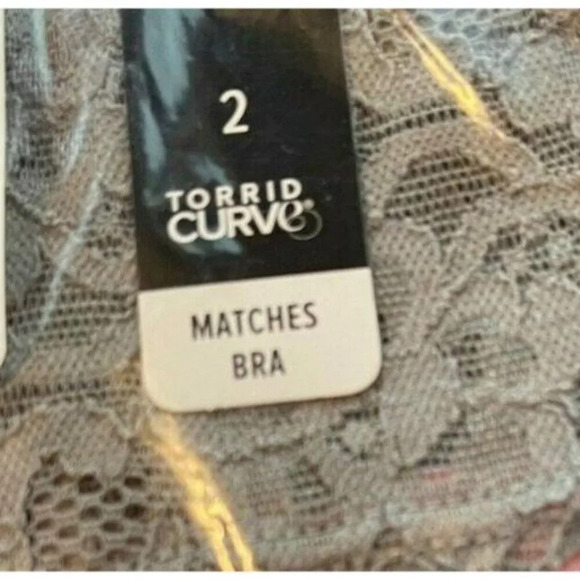 2
TORRID
CURVE
MATCHES
BRA